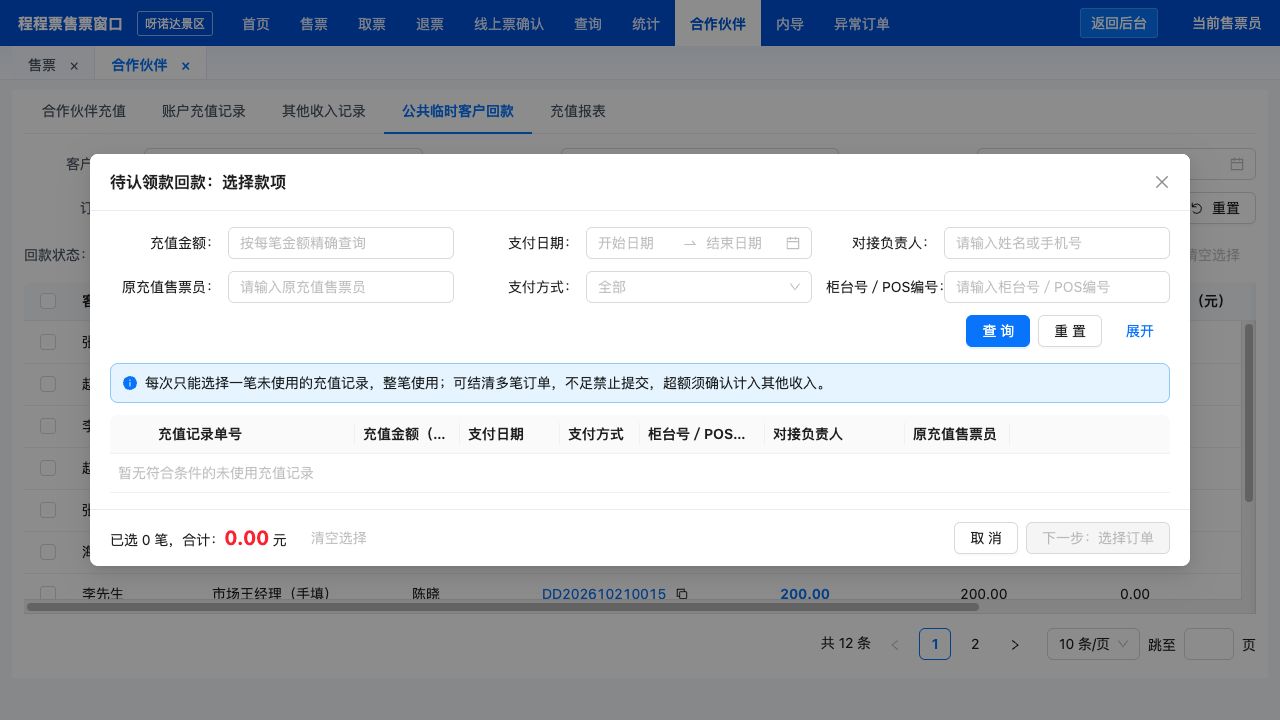 程程票售票窗口 呀诺达景区 首页 售票 取票 退票 线上票确认 查询 统计 合作伙伴 内导 异常订单 返回后台 当前售票员
售票 × 合作伙伴 ×
合作伙伴充值 账户充值记录 其他收入记录 公共临时客户回款 充值报表
客户
待认领款回款：选择款项
重置
充值金额： 按每笔金额精确查询 支付日期： 开始日期 → 结束日期 对接负责人： 请输入姓名或手机号
回款状态： 清空选择
原充值售票员： 请输入原充值售票员 支付方式： 全部 柜台号 / POS编号： 请输入柜台号 / POS编号
（元）
查 询 重 置 展开
每次只能选择一笔未使用的充值记录，整笔使用；可结清多笔订单，不足禁止提交，超额须确认计入其他收入。
充值记录单号 充值金额（... 支付日期 支付方式 柜台号 / POS... 对接负责人 原充值售票员
暂无符合条件的未使用充值记录
已选 0 笔，合计： 0.00 元 清空选择 取 消 下一步：选择订单
李先生 市场王经理（手填） 陈晓 DD202610210015 200.00 200.00 0.00
共 12 条 < 1 2 > 10 条/页 跳至 页